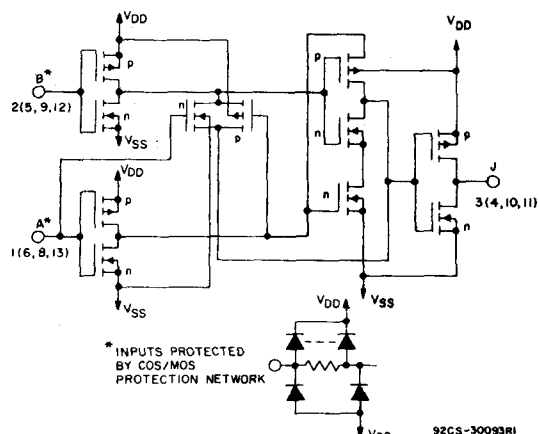 VDD
VDD
B*
p
2(5, 9, 12)
n
VSS
n
p
p
n
n
p
n
J
3(4, 10, 11)
VDD
A*
p
1(6, 8, 13)
n
VSS
VSS
VDD
* INPUTS PROTECTED
BY COS/MOS
PROTECTION NETWORK
92CS-30093R1